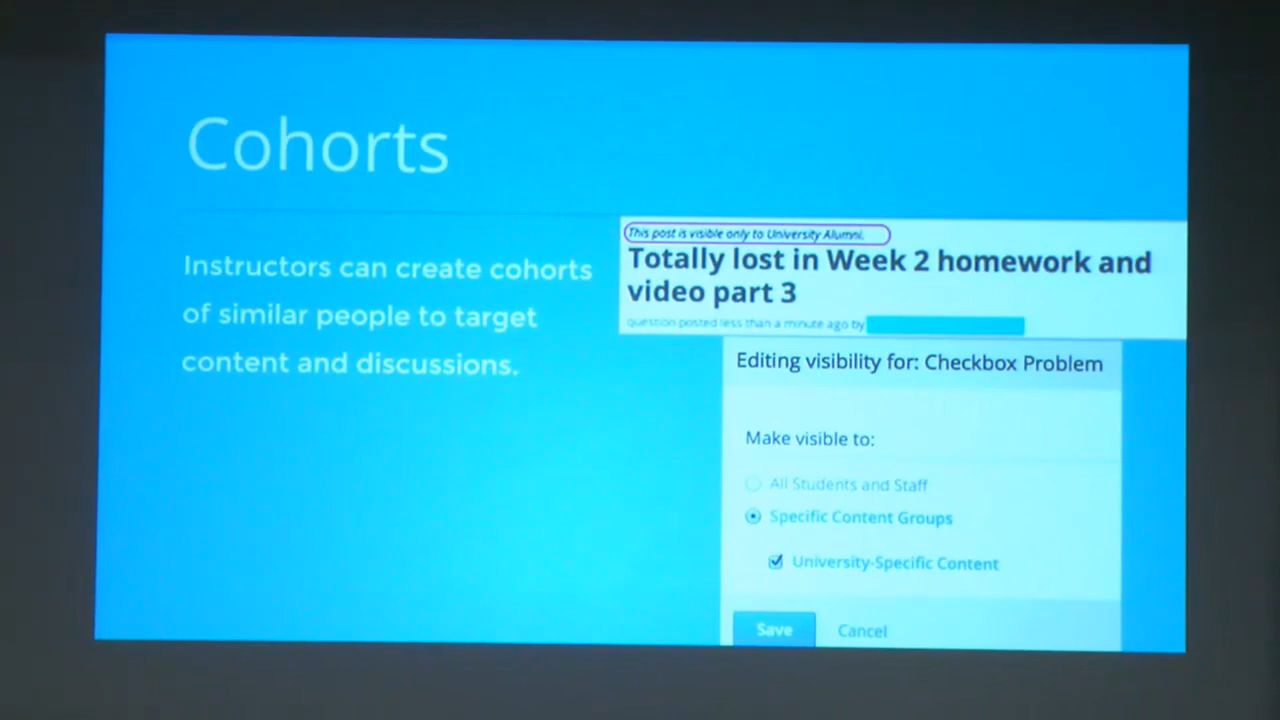 Cohorts
Instructors can create cohorts
of similar people to target
content and discussions.
This post is visible only to University Alumni.
Totally lost in Week 2 homework and
video part 3
question posted less than a minute ago by
Editing visibility for: Checkbox Problem
Make visible to:
All Students and Staff
Specific Content Groups
University-Specific Content
Save Cancel